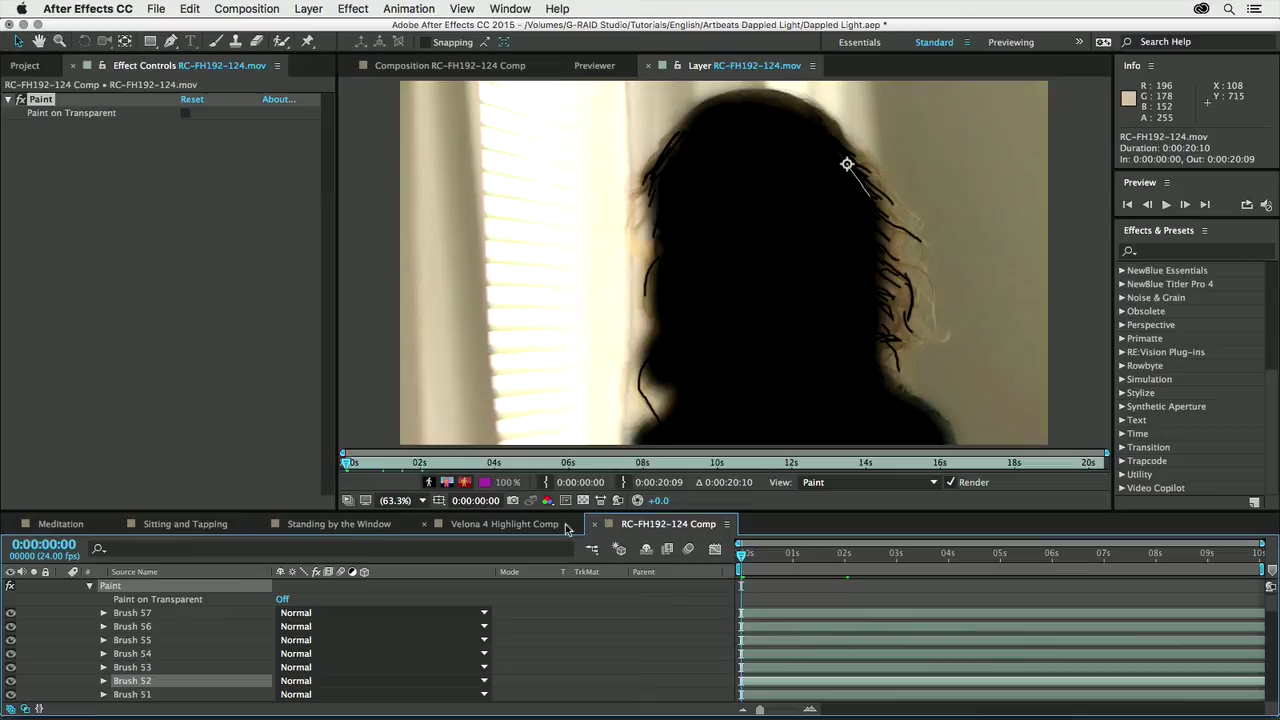 After Effects CC File Edit Composition Layer Effect Animation View Window Help
Adobe After Effects CC 2015 - /Volumes/G-RAID Studio/Tutorials/English/Artbeats Dappled Light/Dappled Light.aep *
Snapping Essentials Standard Previewing Search Help
Project Effect Controls RC-FH192-124.mov Composition RC-FH192-124 Comp Previewer Layer RC-FH192-124.mov Info
RC-FH192-124 Comp • RC-FH192-124.mov
fx Paint Reset About...
Paint on Transparent
R : 196
G : 178
B : 152
A : 255
X : 108
Y : 715
RC-FH192-124.mov
Duration: 0:00:20:10
In: 0:00:00:00, Out: 0:00:20:09
Preview
Effects & Presets
NewBlue Essentials
NewBlue Titler Pro 4
Noise & Grain
Obsolete
Perspective
Primatte
RE:Vision Plug-ins
Rowbyte
Simulation
Stylize
Synthetic Aperture
Text
Time
Transition
Trapcode
Utility
Video Copilot
0s 02s 04s 06s 08s 10s 12s 14s 16s 18s 20s
100 % 0:00:00:00 0:00:20:09 Δ 0:00:20:10 View: Paint Render
(63.3%) 0:00:00:00 +0.0
Meditation Sitting and Tapping Standing by the Window Velona 4 Highlight Comp RC-FH192-124 Comp
0:00:00:00
00000 (24.00 fps)
0s 01s 02s 03s 04s 05s 06s 07s 08s 09s 10s
# Source Name Mode T TrkMat Parent
fx Paint
Paint on Transparent Off
Brush 57 Normal
Brush 56 Normal
Brush 55 Normal
Brush 54 Normal
Brush 53 Normal
Brush 52 Normal
Brush 51 Normal